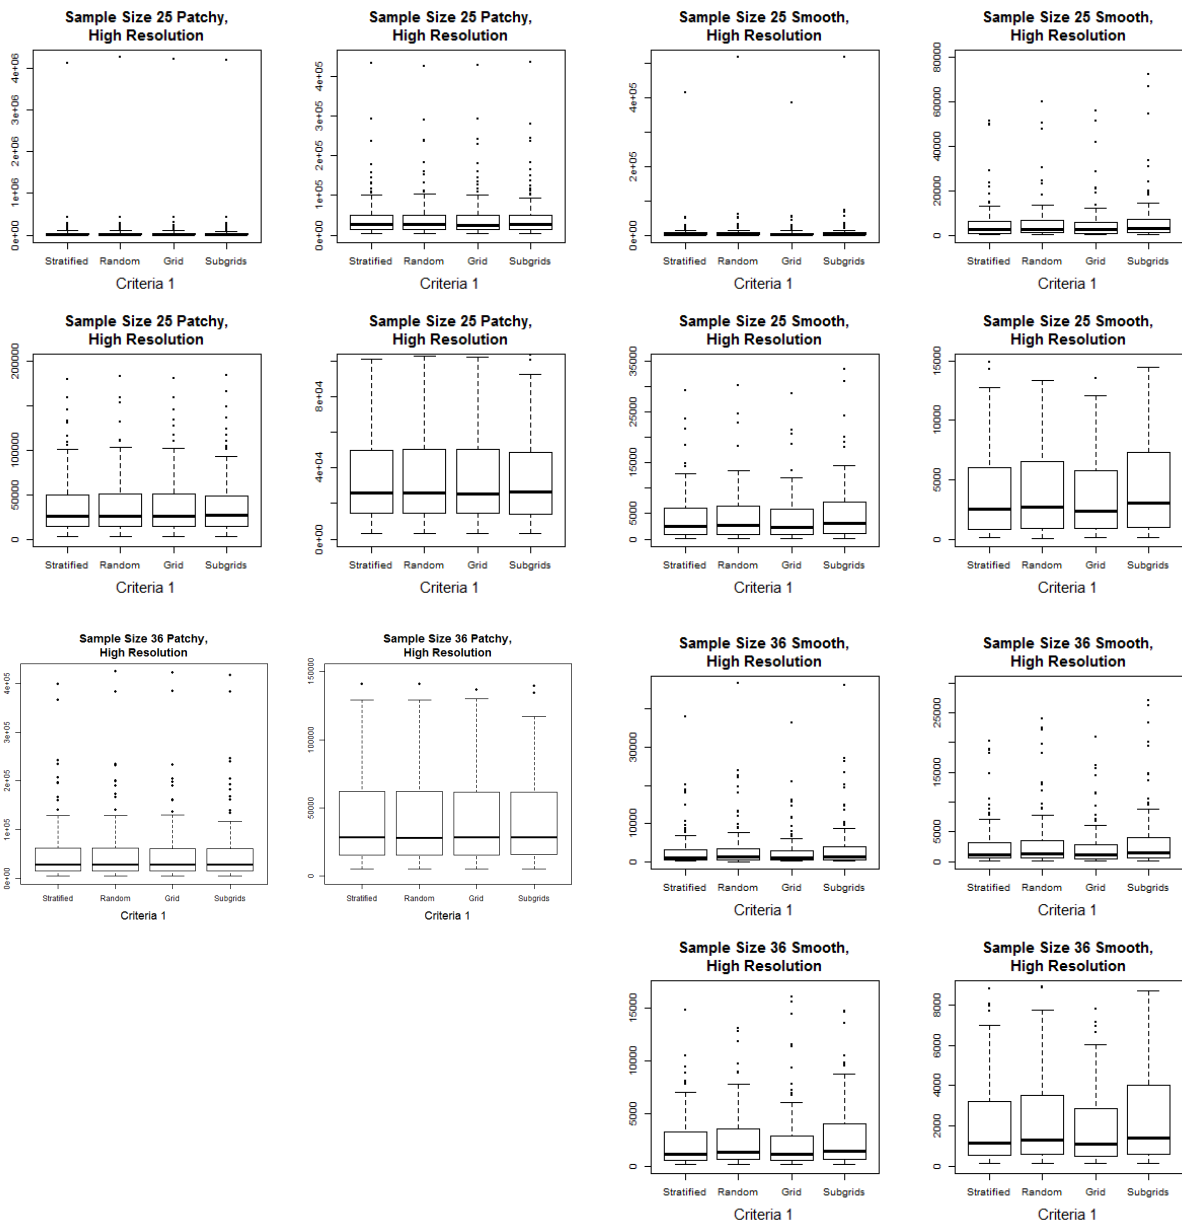 Sample Size 25 Patchy,
High Resolution
0e+00 1e+06 2e+06 3e+06 4e+06
Stratified Random Grid Subgrids
Criteria 1
Sample Size 25 Patchy,
High Resolution
0e+00 1e+05 2e+05 3e+05 4e+05
Stratified Random Grid Subgrids
Criteria 1
Sample Size 25 Smooth,
High Resolution
0e+00 2e+05 4e+05
Stratified Random Grid Subgrids
Criteria 1
Sample Size 25 Smooth,
High Resolution
0 20000 40000 60000 80000
Stratified Random Grid Subgrids
Criteria 1
Sample Size 25 Patchy,
High Resolution
0 50000 100000 200000
Stratified Random Grid Subgrids
Criteria 1
Sample Size 25 Patchy,
High Resolution
0e+00 4e+04 8e+04
Stratified Random Grid Subgrids
Criteria 1
Sample Size 25 Smooth,
High Resolution
0 5000 15000 25000 35000
Stratified Random Grid Subgrids
Criteria 1
Sample Size 25 Smooth,
High Resolution
0 5000 10000 15000
Stratified Random Grid Subgrids
Criteria 1
Sample Size 36 Patchy,
High Resolution
0e+00 1e+05 2e+05 3e+05 4e+05
Stratified Random Grid Subgrids
Criteria 1
Sample Size 36 Patchy,
High Resolution
0 50000 100000 150000
Stratified Random Grid Subgrids
Criteria 1
Sample Size 36 Smooth,
High Resolution
0 10000 30000
Stratified Random Grid Subgrids
Criteria 1
Sample Size 36 Smooth,
High Resolution
0 5000 15000 25000
Stratified Random Grid Subgrids
Criteria 1
Sample Size 36 Smooth,
High Resolution
0 5000 10000 15000
Stratified Random Grid Subgrids
Criteria 1
Sample Size 36 Smooth,
High Resolution
0 2000 4000 6000 8000
Stratified Random Grid Subgrids
Criteria 1